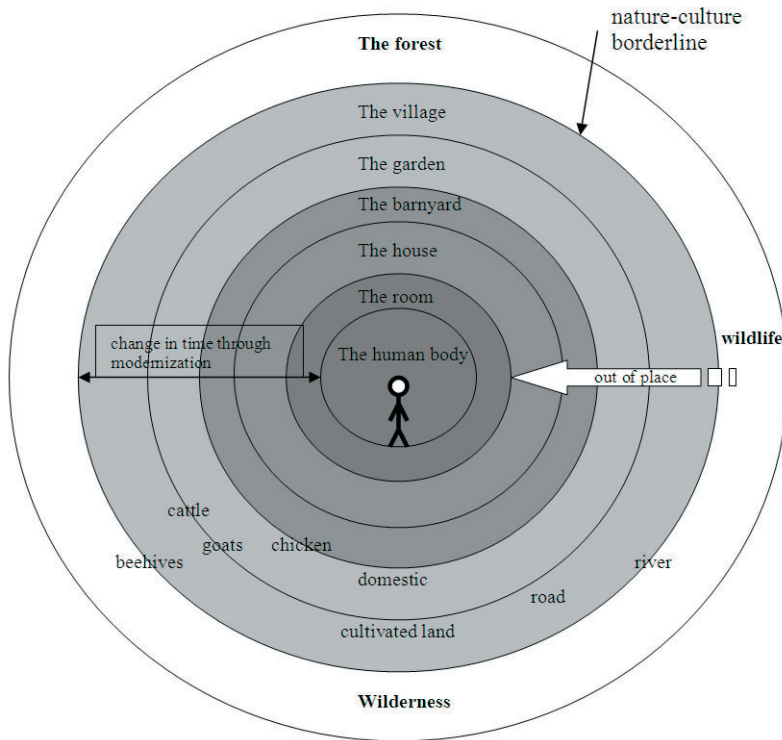 nature-culture
borderline
The forest
The village
The garden
The barnyard
The house
The room
change in time through
modernization
The human body
wildlife
out of place
cattle
goats
chicken
beehives
domestic
river
road
cultivated land
Wilderness